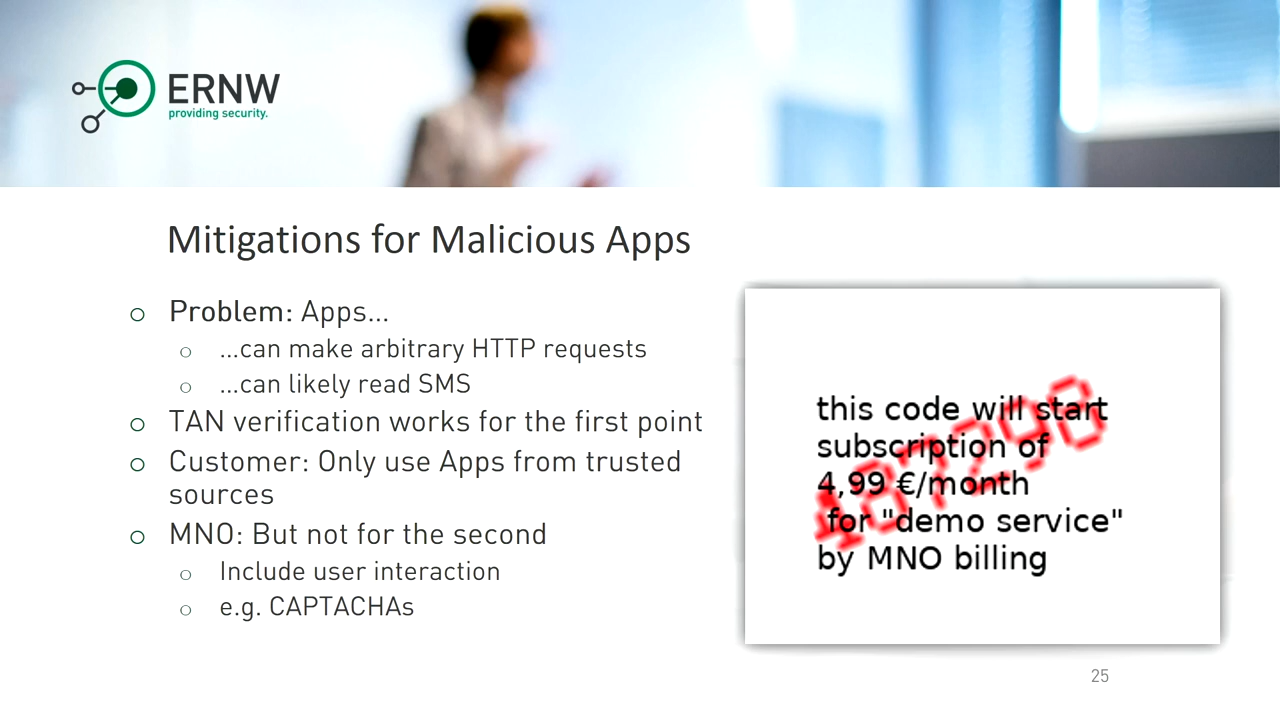 ERNW
providing security.
Mitigations for Malicious Apps
o Problem: Apps...
o ...can make arbitrary HTTP requests
o ...can likely read SMS
o TAN verification works for the first point
o Customer: Only use Apps from trusted
sources
o MNO: But not for the second
o Include user interaction
o e.g. CAPTACHAs
487298
this code will start
subscription of
4,99 €/month
for "demo service"
by MNO billing
25